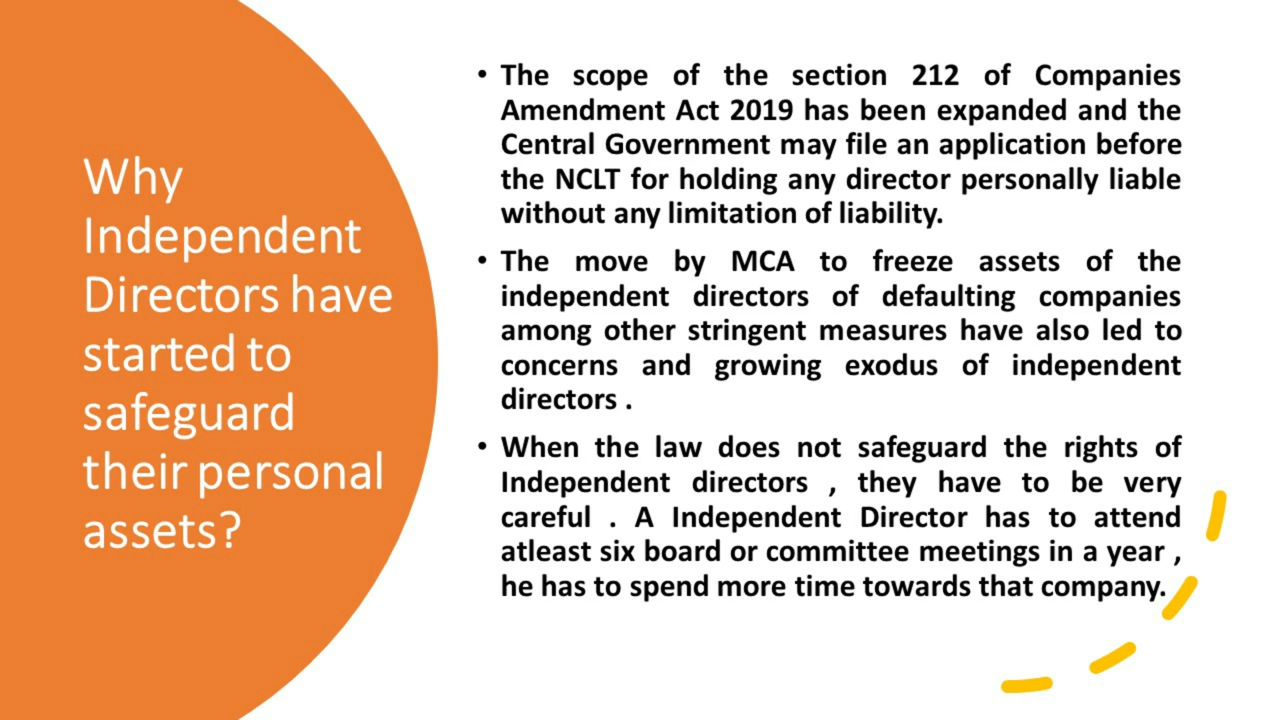 Why
Independent
Directors have
started to
safeguard
their personal
assets?
• The scope of the section 212 of Companies
Amendment Act 2019 has been expanded and the
Central Government may file an application before
the NCLT for holding any director personally liable
without any limitation of liability.
• The move by MCA to freeze assets of the
independent directors of defaulting companies
among other stringent measures have also led to
concerns and growing exodus of independent
directors .
• When the law does not safeguard the rights of
Independent directors , they have to be very
careful . A Independent Director has to attend
atleast six board or committee meetings in a year ,
he has to spend more time towards that company.